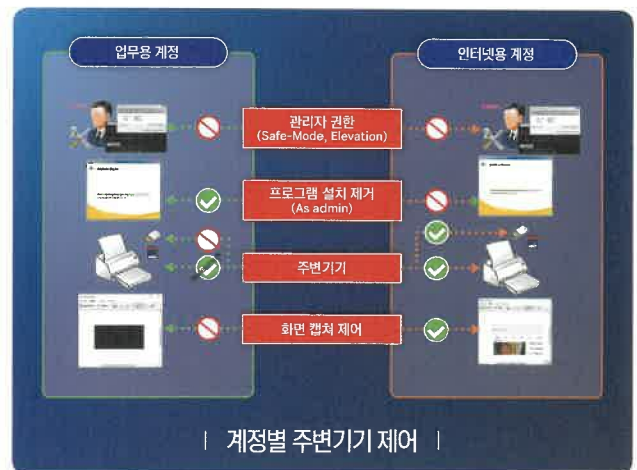 업무용 계정
인터넷용 계정
관리자 권한
(Safe-Mode, Elevation)
프로그램 설치 제거
(As admin)
주변기기
화면 캡쳐 제어
계정별 주변기기 제어